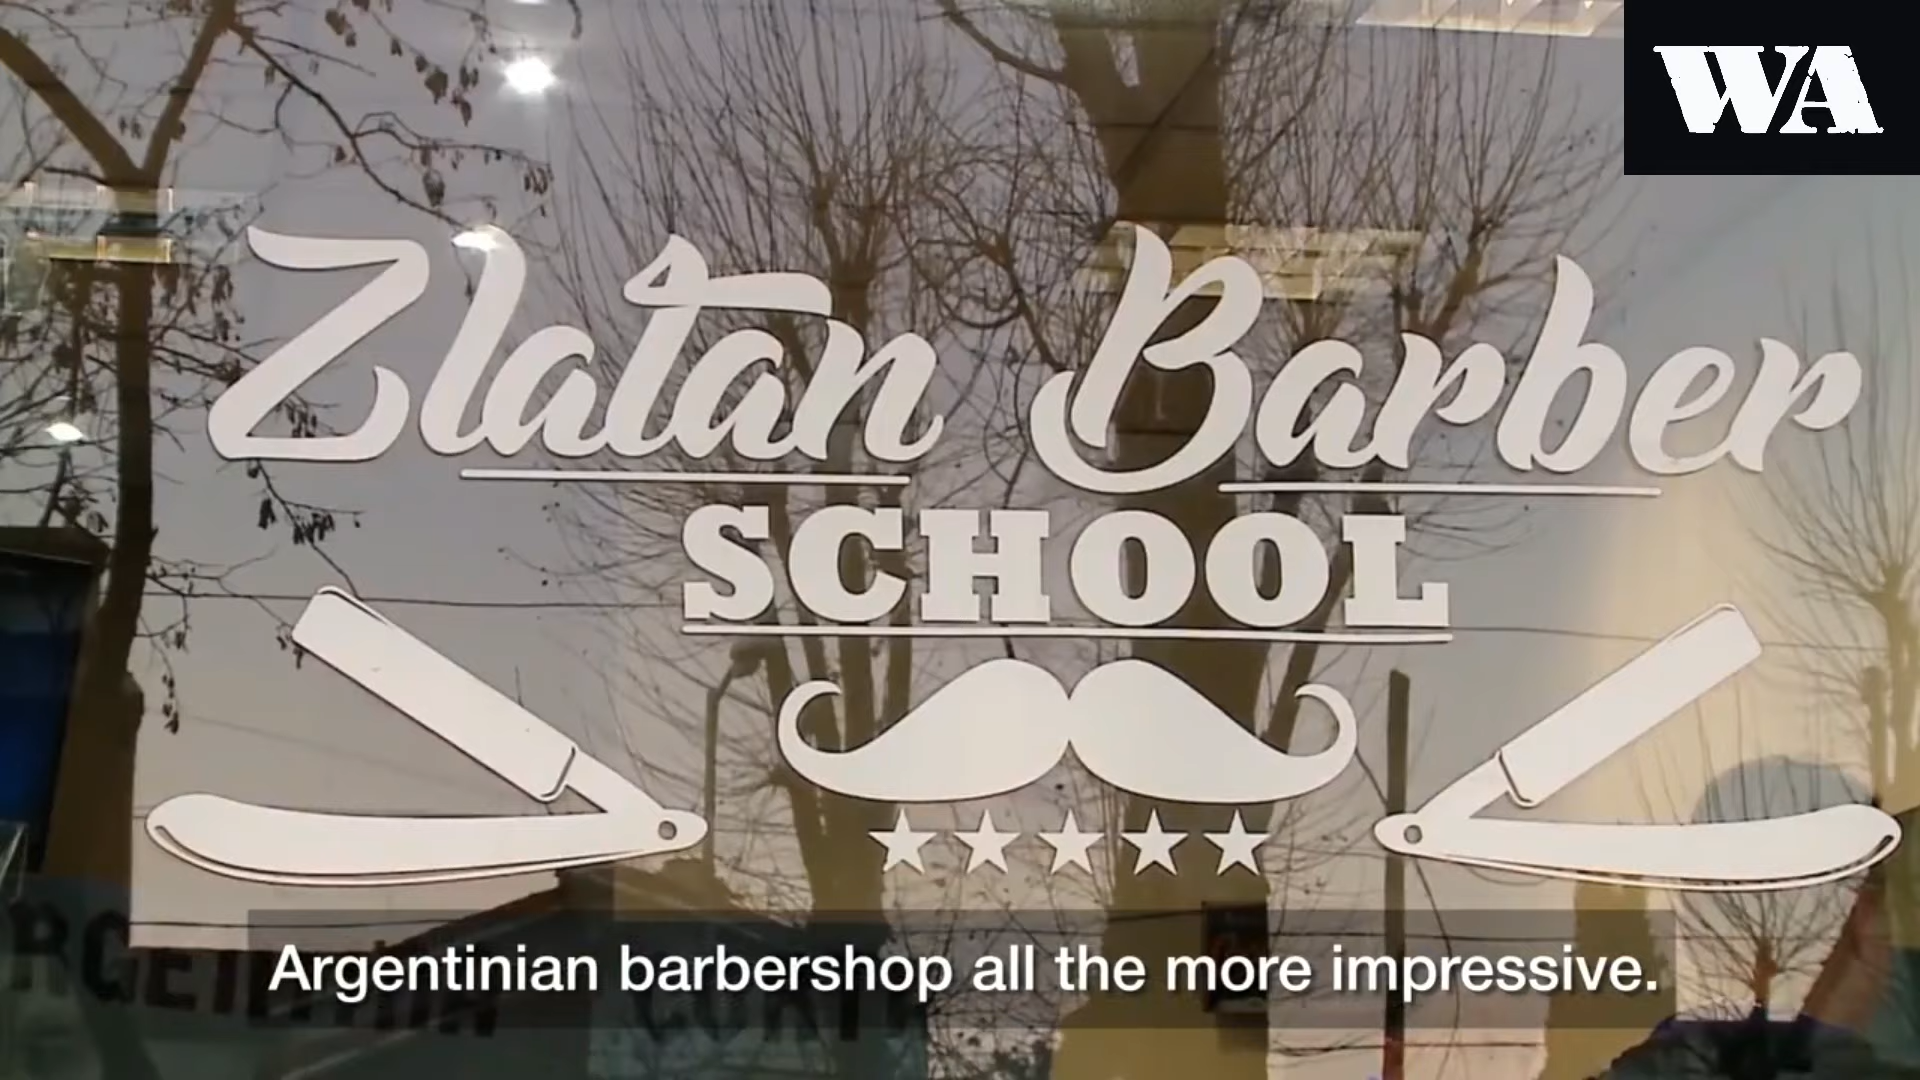 WA
Zlatan Barber
SCHOOL
Argentinian barbershop all the more impressive.